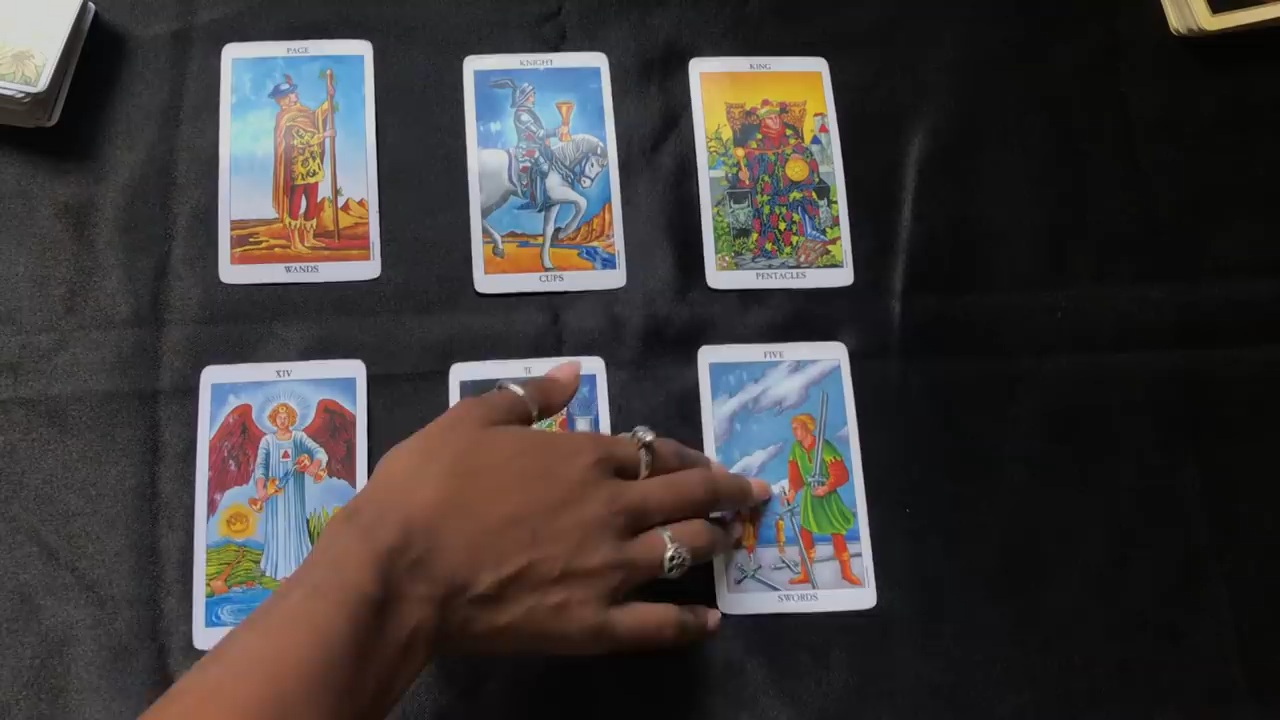 PAGE
KNIGHT
KING
WANDS
CUPS
PENTACLES
XIV
FIVE
SWORDS